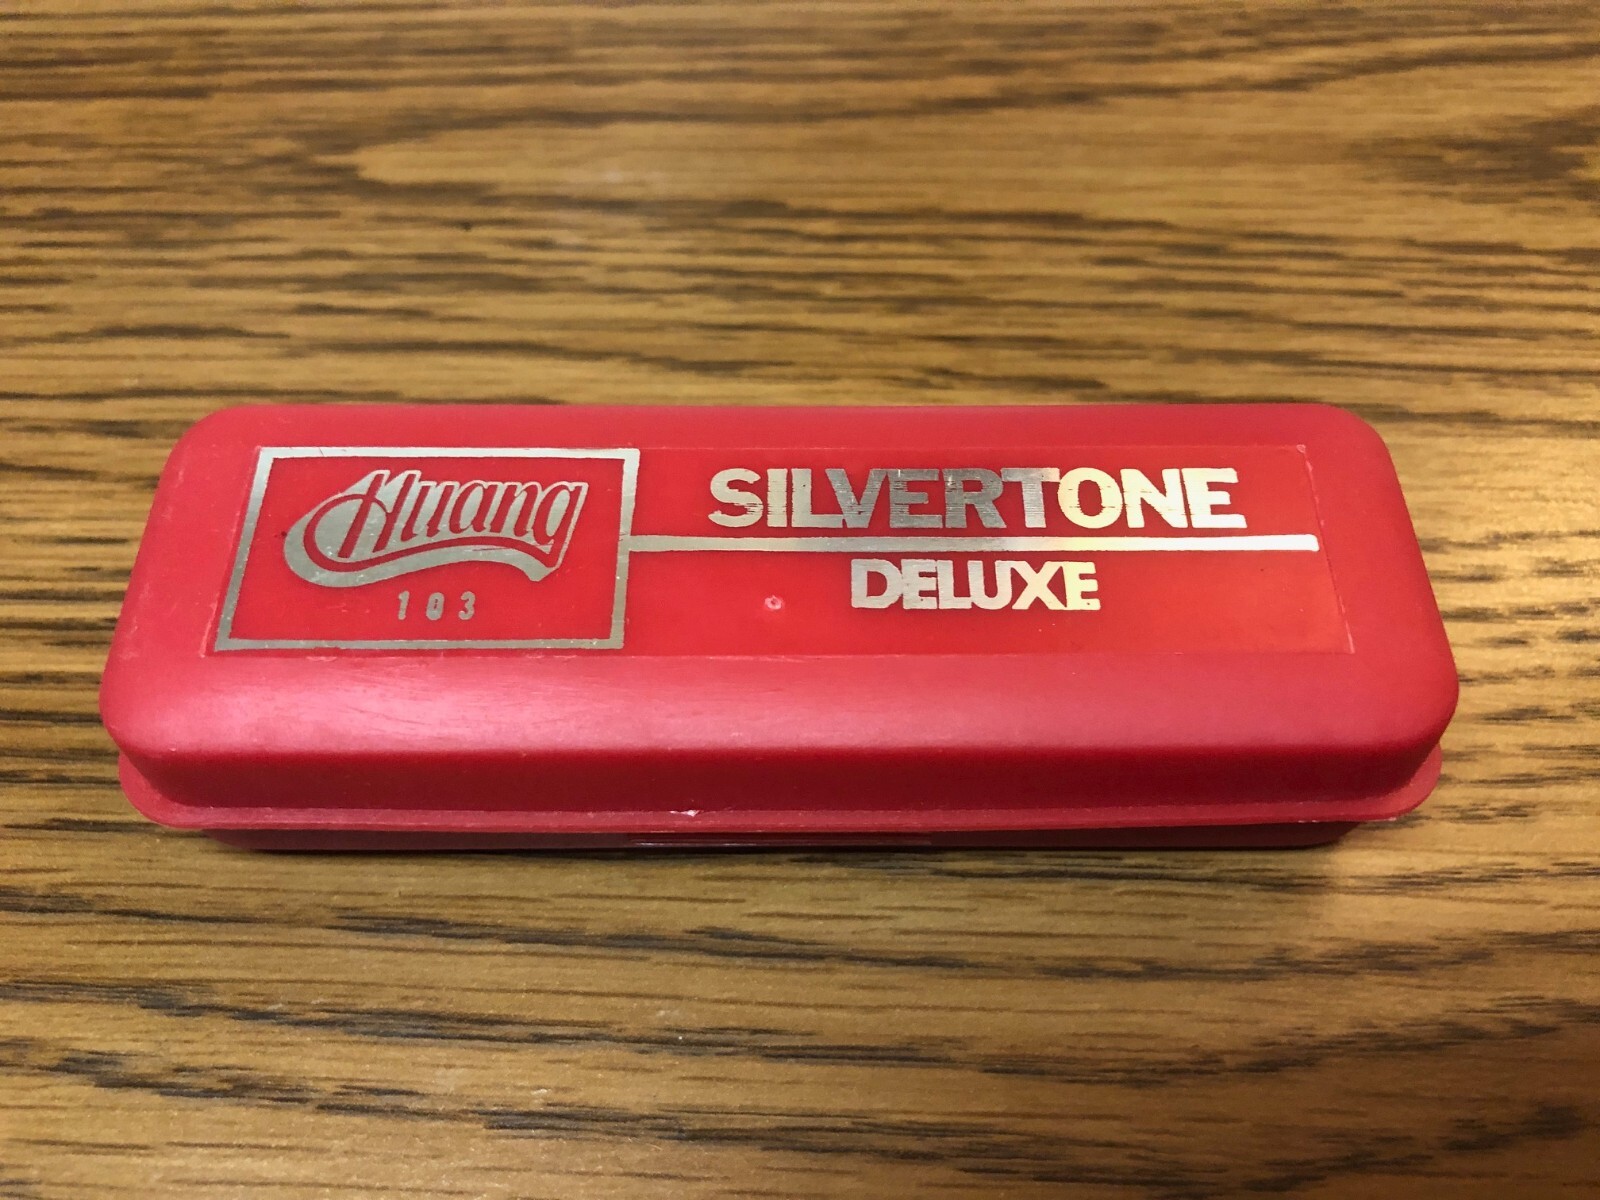 Huang
103
SILVERTONE
DELUXE